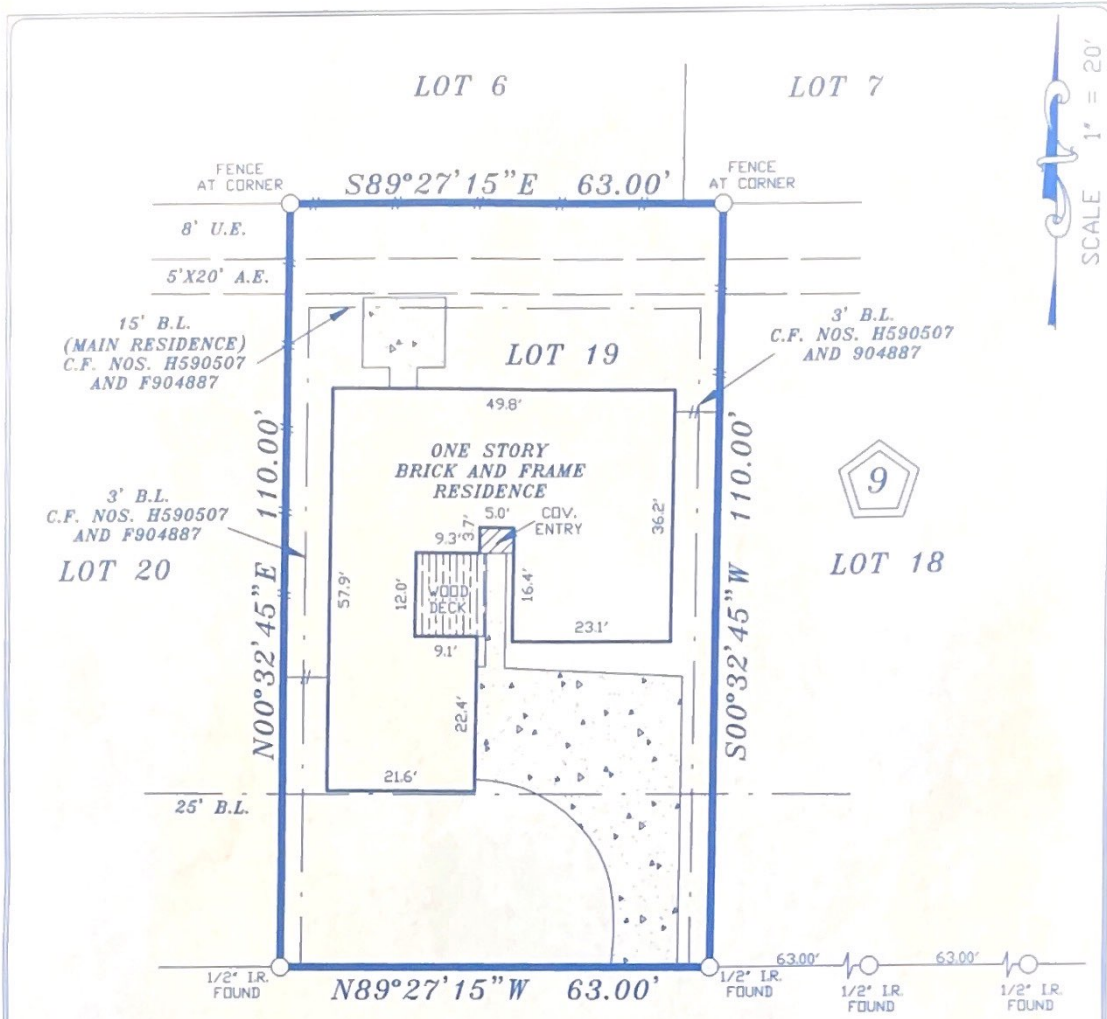 LOT 6
LOT 7
SCALE 1" = 20'
FENCE
AT CORNER
S89°27'15"E 63.00'
FENCE
AT CORNER
8' U.E.
5'X20' A.E.
15' B.L.
(MAIN RESIDENCE)
C.F. NOS. H590507
AND F904887
LOT 19
3' B.L.
C.F. NOS. H590507
AND 904887
49.8'
ONE STORY
BRICK AND FRAME
RESIDENCE
N00°32'45"E 110.00'
S00°32'45"W 110.00'
9
3' B.L.
C.F. NOS. H590507
AND F904887
5.0'
COV.
ENTRY
3.7'
9.3'
36.2'
LOT 20
LOT 18
57.9'
12.0'
WOOD
DECK
16.4'
23.1'
9.1'
22.4'
21.6'
25' B.L.
1/2" I.R.
FOUND
N89°27'15"W 63.00'
1/2" I.R.
FOUND
63.00'
1/2" I.R.
FOUND
63.00'
1/2" I.R.
FOUND